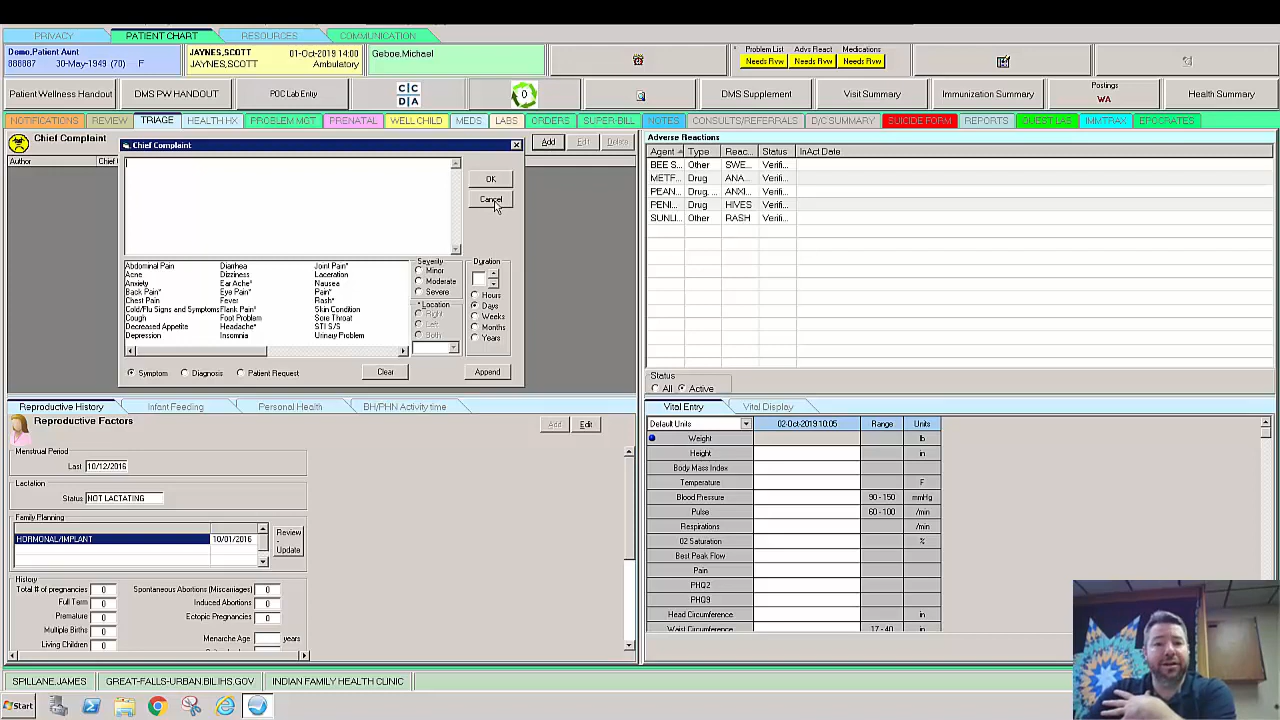 PRIVACY PATIENT CHART RESOURCES COMMUNICATION
Demo,Patient Aunt
888887 30-May-1949 (70) F
JAYNES,SCOTT 01-Oct-2019 14:00
JAYNES,SCOTT Ambulatory
Geboe,Michael
Problem List Advs React Medications
Needs Rvw Needs Rvw Needs Rvw
Patient Wellness Handout DMS PW HANDOUT POC Lab Entry C C D A 0 DMS Supplement Visit Summary Immunization Summary Postings WA Health Summary
NOTIFICATIONS REVIEW TRIAGE HEALTH HX PROBLEM MGT PRENATAL WELL CHILD MEDS LABS ORDERS SUPER-BILL NOTES CONSULTS/REFERRALS D/C SUMMARY SUICIDE FORM REPORTS QUEST LAB IMMTRAX EPOCRATES
Chief Complaint Add Edit Delete
Author Chief
Chief Complaint
OK
Cancel
Abdominal Pain Diarrhea Joint Pain*
Acne Dizziness Laceration
Anxiety Ear Ache* Nausea
Back Pain* Eye Pain* Pain*
Chest Pain Fever Rash*
Cold/Flu Signs and Symptoms Flank Pain* Skin Condition
Cough Foot Problem Sore Throat
Decreased Appetite Headache* STI S/S
Depression Insomnia Urinary Problem
Severity
Minor
Moderate
Severe
* Location
Right
Left
Both
Duration
Hours
Days
Weeks
Months
Years
Symptom Diagnosis Patient Request Clear Append
Adverse Reactions
Agent Type Reac... Status InAct Date
BEE S... Other SWE... Verifi...
METF... Drug ANA... Verifi...
PEAN... Drug, ... ANXI... Verifi...
PENI... Drug HIVES Verifi...
SUNLI... Other RASH Verifi...
Status
All Active
Reproductive History Infant Feeding Personal Health BH/PHN Activity time
Reproductive Factors Add Edit
Menstrual Period
Last 10/12/2016
Lactation
Status NOT LACTATING
Family Planning
HORMONAL/IMPLANT 10/01/2016
Review
-
Update
History
Total # of pregnancies 0 Spontaneous Abortions (Miscarriages) 0
Full Term 0 Induced Abortions 0
Premature 0 Ectopic Pregnancies 0
Multiple Births 0 Menarche Age years
Living Children 0
Vital Entry Vital Display
Default Units 02-Oct-2019 10:05 Range Units
Weight lb
Height in
Body Mass Index
Temperature F
Blood Pressure 90 - 150 mmHg
Pulse 60 - 100 /min
Respirations /min
O2 Saturation %
Best Peak Flow
Pain
PHQ2
PHQ9
Head Circumference in
Waist Circumference 17 - 40 in
SPILLANE,JAMES GREAT-FALLS-URBAN.BIL.IHS.GOV INDIAN FAMILY HEALTH CLINIC
Start